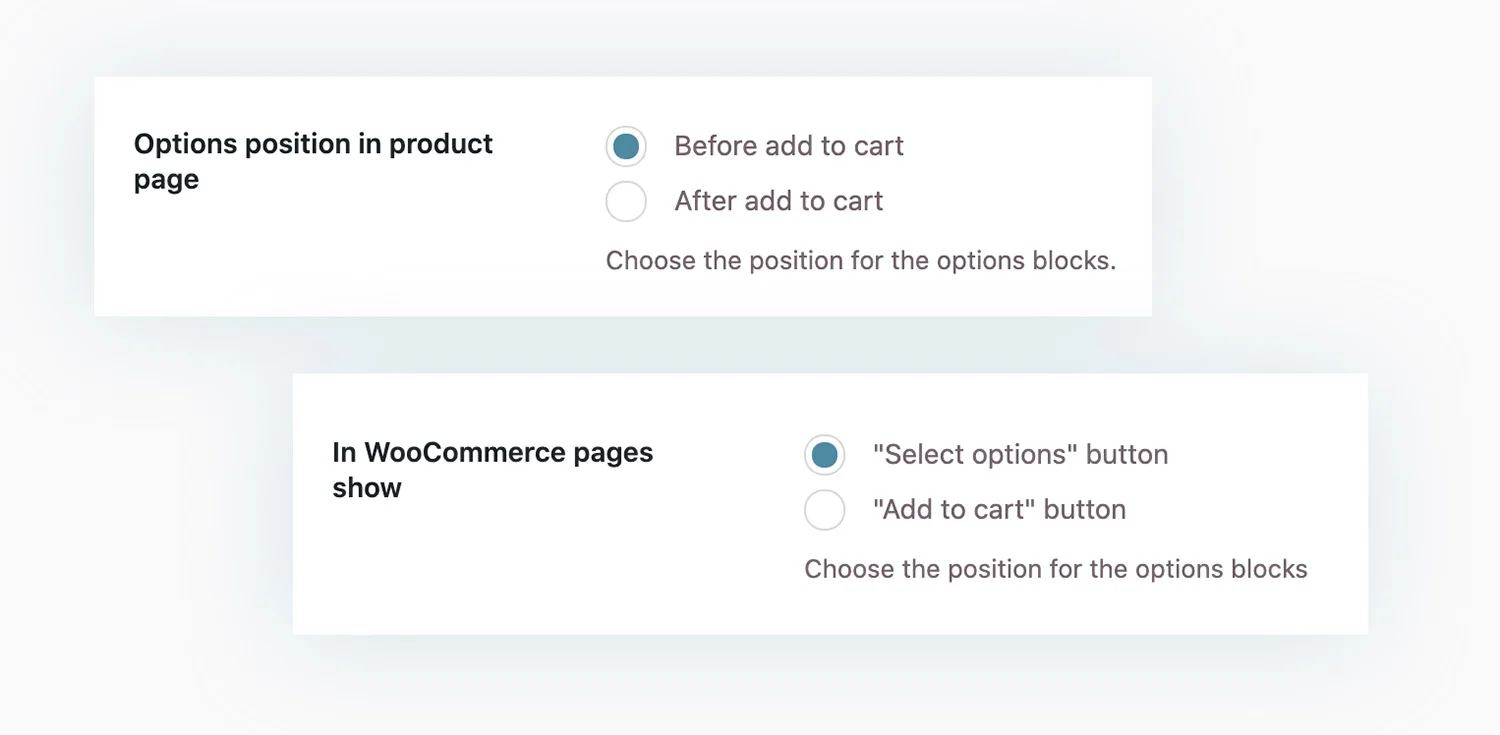 Options position in product
page
Before add to cart
After add to cart
Choose the position for the options blocks.
In WooCommerce pages
show
"Select options" button
"Add to cart" button
Choose the position for the options blocks